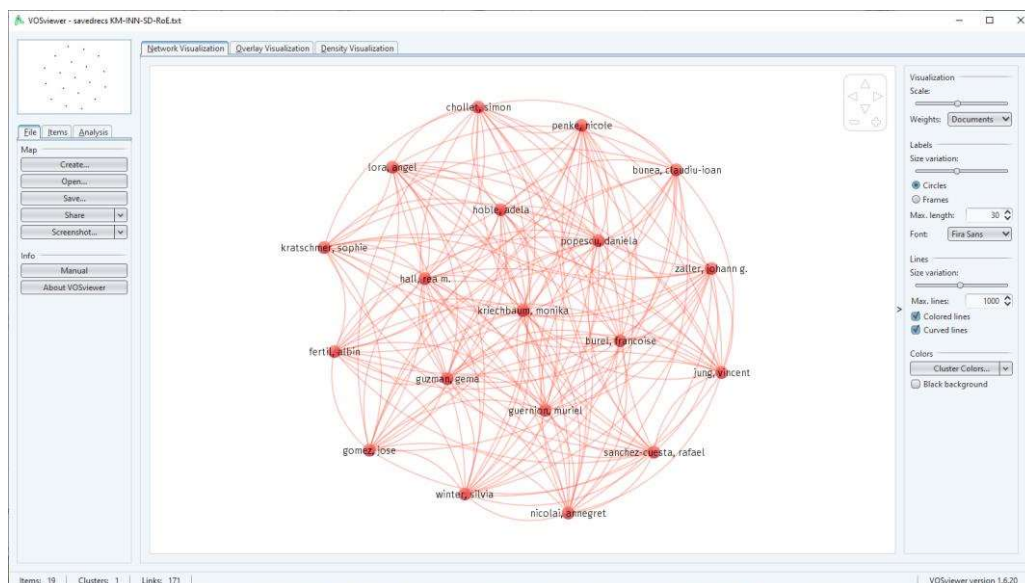 VOSviewer - savedrecs KM-INN-SD-RoE.txt
Network Visualization Overlay Visualization Density Visualization
File Items Analysis
Map
Create...
Open...
Save...
Share
Screenshot...
Info
Manual
About VOSviewer
chollet, simon
penke, nicole
lora, angel
bunea, claudiu-ioan
hoble, adela
popescu, daniela
kratschmer, sophie
zaller, johann g.
hall, rea m.
kriechbaum, monika
burel, francoise
fertil, albin
jung, vincent
guzman, gema
guernion, muriel
gomez, jose
sanchez-cuesta, rafael
winter, silvia
nicolai, annegret
Visualization
Scale:
Weights: Documents
Labels
Size variation:
Circles
Frames
Max. length: 30
Font: Fira Sans
Lines
Size variation:
Max. lines: 1000
Colored lines
Curved lines
Colors
Cluster Colors...
Black background
Items: 19 Clusters: 1 Links: 171
VOSviewer version 1.6.20